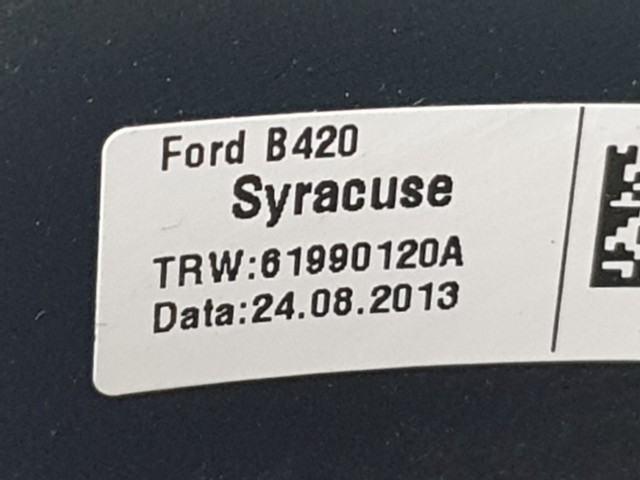 Ford B420
Syracuse
TRW:61990120A
Data:24.08.2013